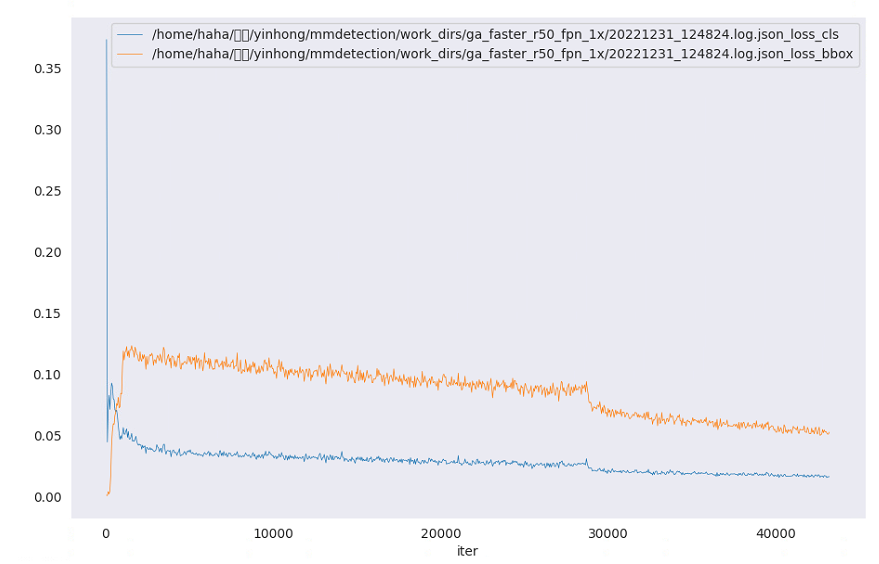 /home/haha/▯▯/yinhong/mmdetection/work_dirs/ga_faster_r50_fpn_1x/20221231_124824.log.json_loss_cls
/home/haha/▯▯/yinhong/mmdetection/work_dirs/ga_faster_r50_fpn_1x/20221231_124824.log.json_loss_bbox
0.35
0.30
0.25
0.20
0.15
0.10
0.05
0.00
0 10000 20000 30000 40000
iter